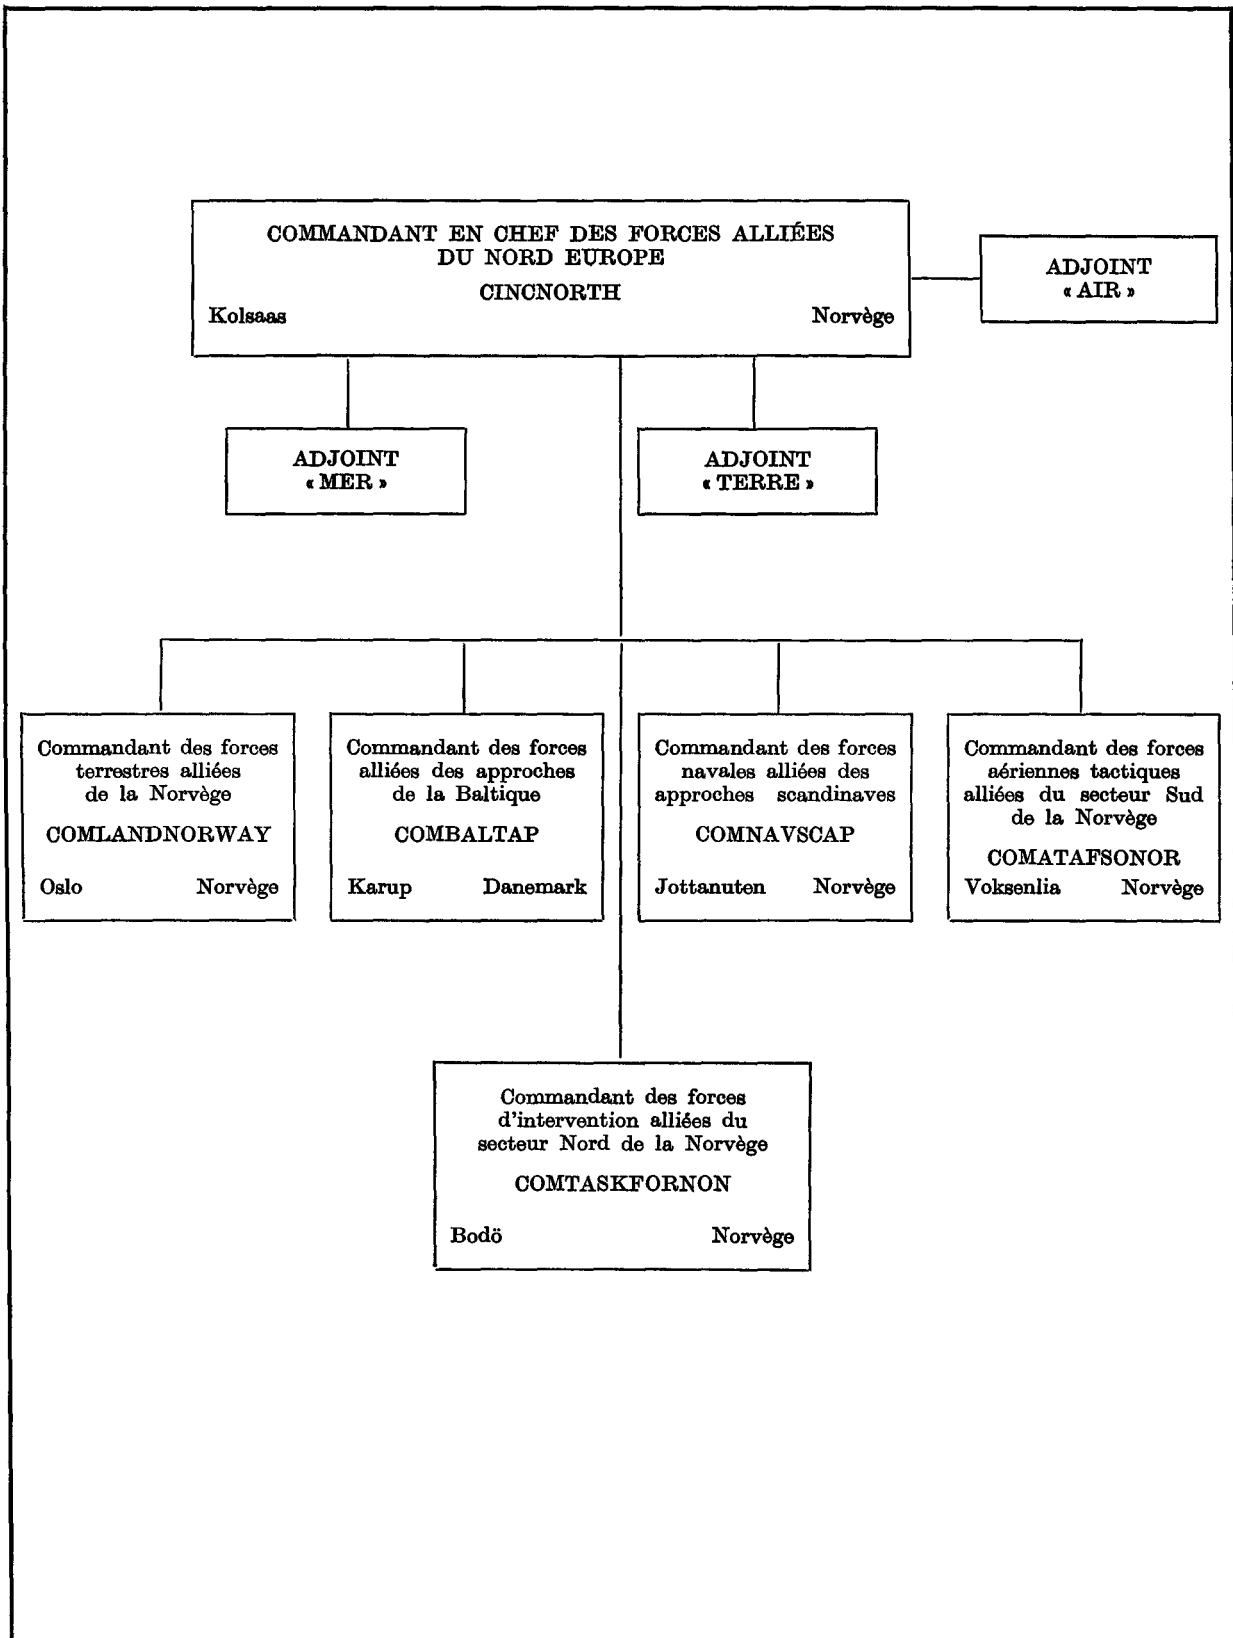 COMMANDANT EN CHEF DES FORCES ALLIÉES
DU NORD EUROPE
CINCNORTH
Kolsaas Norvège
ADJOINT
« AIR »
ADJOINT
« MER »
ADJOINT
« TERRE »
Commandant des forces
terrestres alliées
de la Norvège
COMLANDNORWAY
Oslo Norvège
Commandant des forces
alliées des approches
de la Baltique
COMBALTAP
Karup Danemark
Commandant des forces
navales alliées des
approches scandinaves
COMNAVSCAP
Jottanuten Norvège
Commandant des forces
aériennes tactiques
alliées du secteur Sud
de la Norvège
COMATAFSONOR
Voksenlia Norvège
Commandant des forces
d'intervention alliées du
secteur Nord de la Norvège
COMTASKFORNON
Bodö Norvège